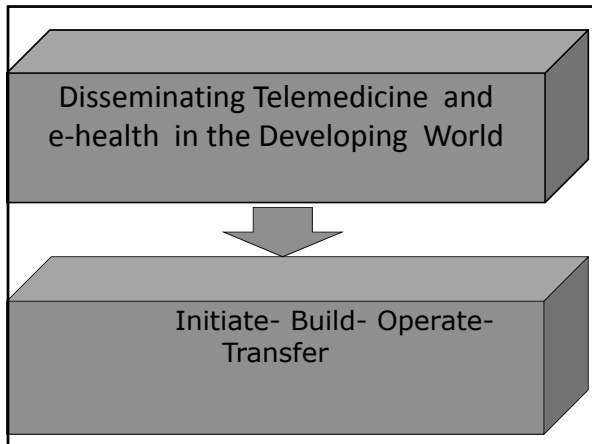 Disseminating Telemedicine and
e-health in the Developing World
Initiate- Build- Operate-
Transfer